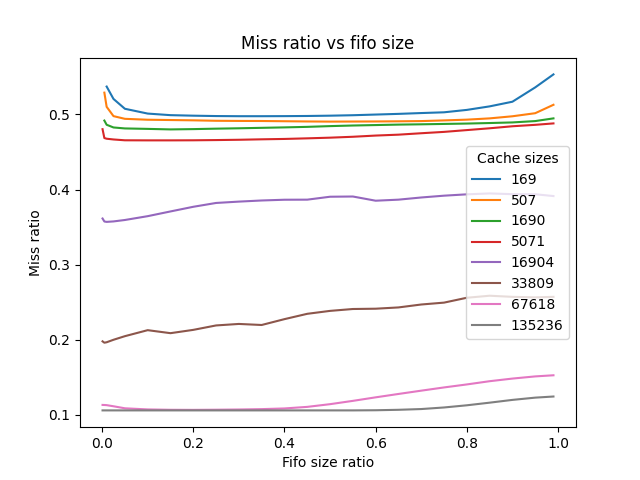 Miss ratio vs fifo size
Miss ratio
0.5
0.4
0.3
0.2
0.1
0.0 0.2 0.4 0.6 0.8 1.0
Fifo size ratio
Cache sizes
169
507
1690
5071
16904
33809
67618
135236